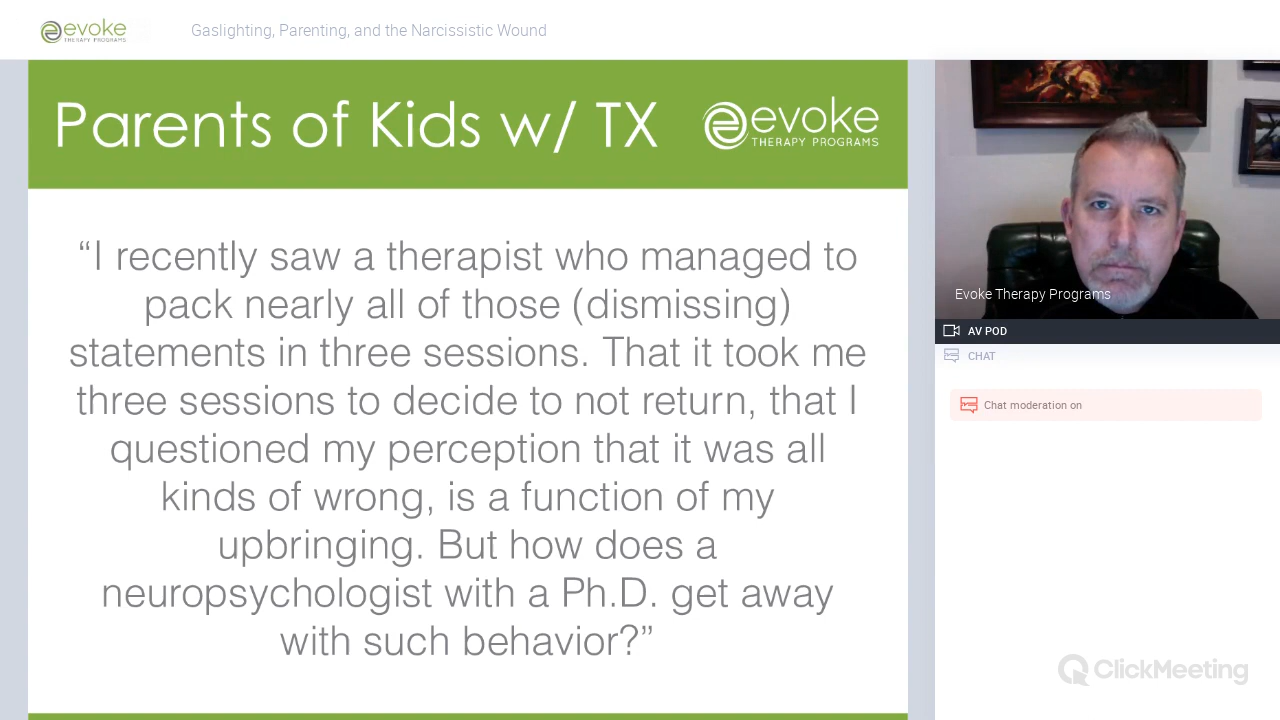 evoke
THERAPY PROGRAMS
Gaslighting, Parenting, and the Narcissistic Wound
Parents of Kids w/ TX
evoke
THERAPY PROGRAMS
“I recently saw a therapist who managed to
pack nearly all of those (dismissing)
statements in three sessions. That it took me
three sessions to decide to not return, that I
questioned my perception that it was all
kinds of wrong, is a function of my
upbringing. But how does a
neuropsychologist with a Ph.D. get away
with such behavior?”
Evoke Therapy Programs
AV POD
CHAT
Chat moderation on
ClickMeeting